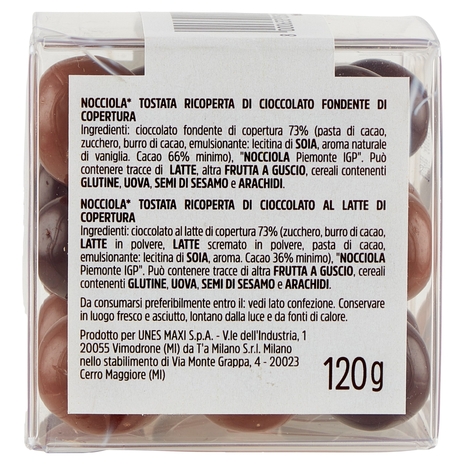 NOCCIOLA* TOSTATA RICOPERTA DI CIOCCOLATO FONDENTE DI
COPERTURA
Ingredienti: cioccolato fondente di copertura 73% (pasta di cacao,
zucchero, burro di cacao, emulsionante: lecitina di SOIA, aroma naturale
di vaniglia. Cacao 66% minimo), "NOCCIOLA Piemonte IGP". Può
contenere tracce di LATTE, altra FRUTTA A GUSCIO, cereali contenenti
GLUTINE, UOVA, SEMI DI SESAMO e ARACHIDI.
NOCCIOLA* TOSTATA RICOPERTA DI CIOCCOLATO AL LATTE DI
COPERTURA
Ingredienti: cioccolato al latte di copertura 73% (zucchero, burro di cacao,
LATTE in polvere, LATTE scremato in polvere, pasta di cacao,
emulsionante: lecitina di SOIA, aroma. Cacao 36% minimo), "NOCCIOLA
Piemonte IGP". Può contenere tracce di altra FRUTTA A GUSCIO, cereali
contenenti GLUTINE, UOVA, SEMI DI SESAMO e ARACHIDI.
Da consumarsi preferibilmente entro il: vedi lato confezione. Conservare
in luogo fresco e asciutto, lontano dalla luce e da fonti di calore.
Prodotto per UNES MAXI S.p.A. - V.le dell'Industria, 1
20055 Vimodrone (MI) da T'a Milano S.r.l. Milano
nello stabilimento di Via Monte Grappa, 4 - 20023
Cerro Maggiore (MI)
120g